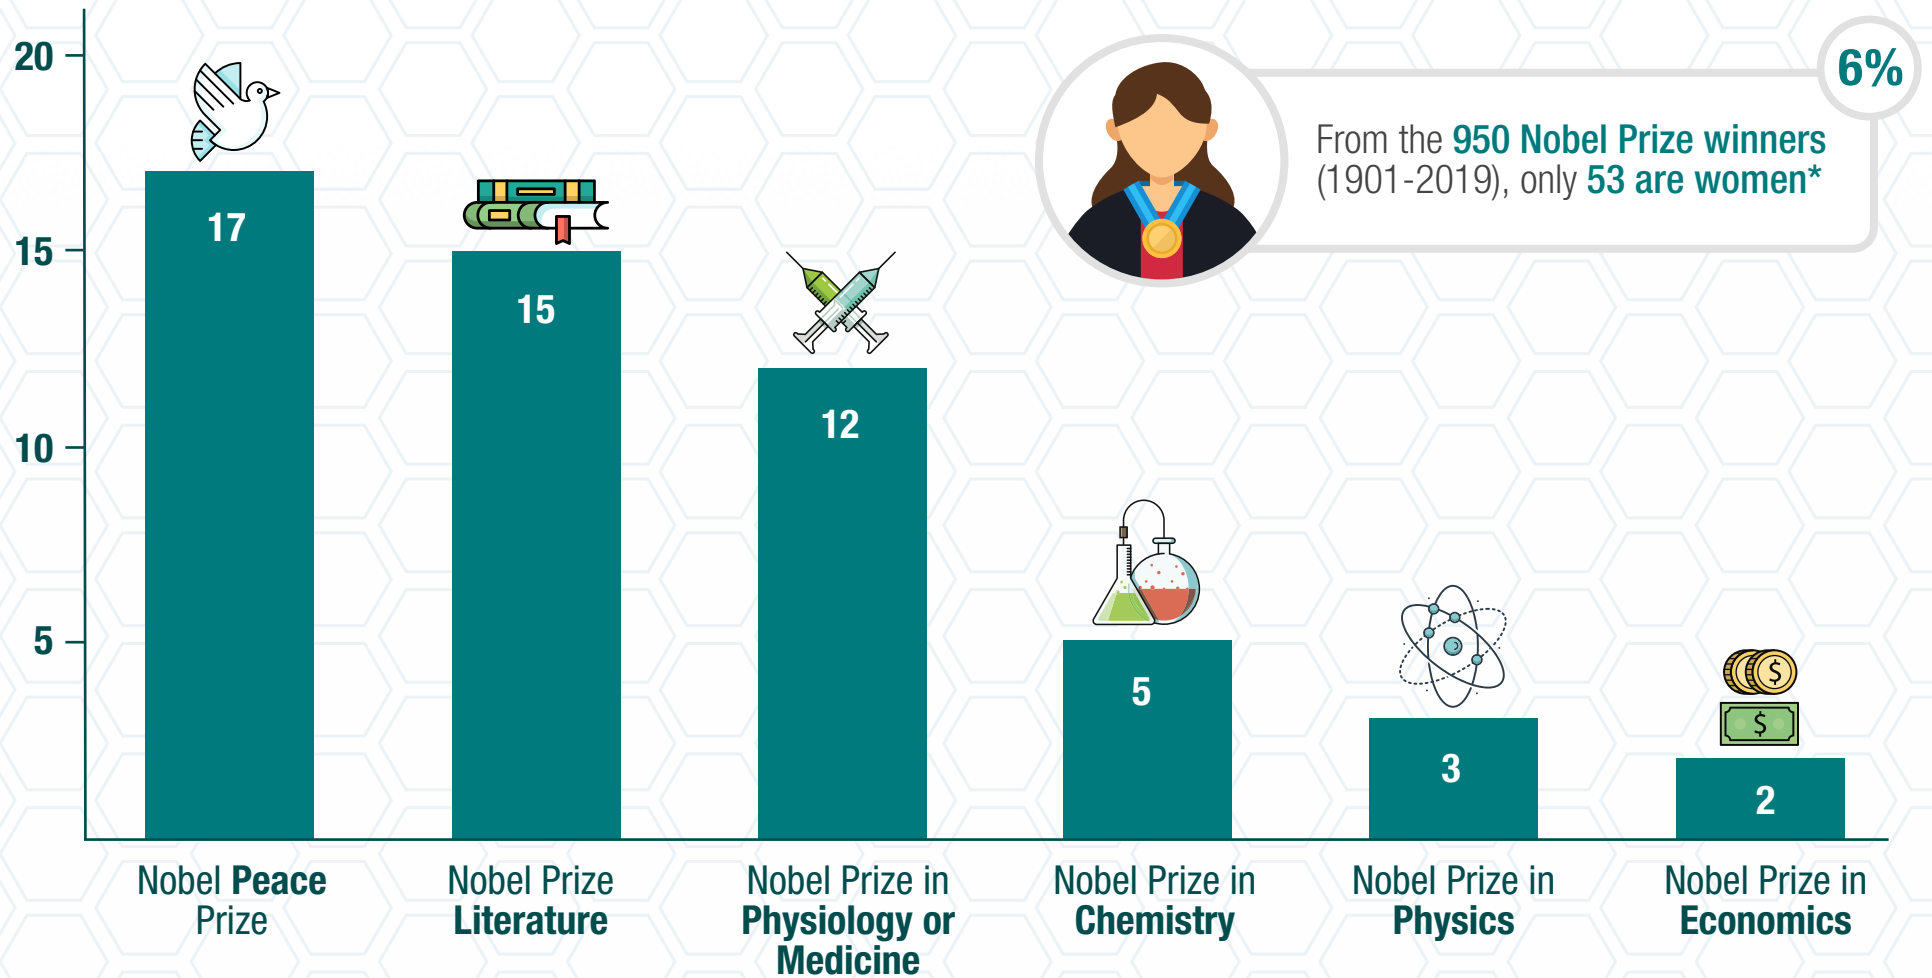 20
15
10
5
17
15
12
5
3
2
$
$
6%
From the 950 Nobel Prize winners
(1901-2019), only 53 are women*
Nobel Peace
Prize
Nobel Prize
Literature
Nobel Prize in
Physiology or
Medicine
Nobel Prize in
Chemistry
Nobel Prize in
Physics
Nobel Prize in
Economics